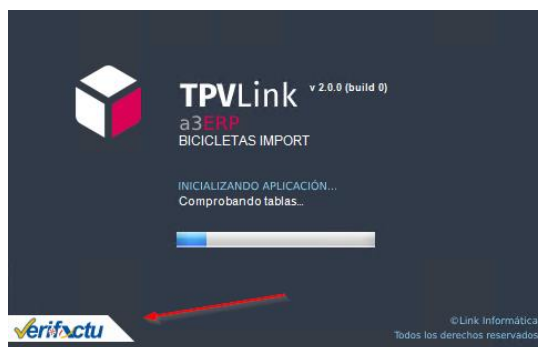 TPVLink v 2.0.0 (build 0)
a3ERP
BICICLETAS IMPORT
INICIALIZANDO APLICACIÓN...
Comprobando tablas...
Verifactu
©Link Informática
Todos los derechos reservados